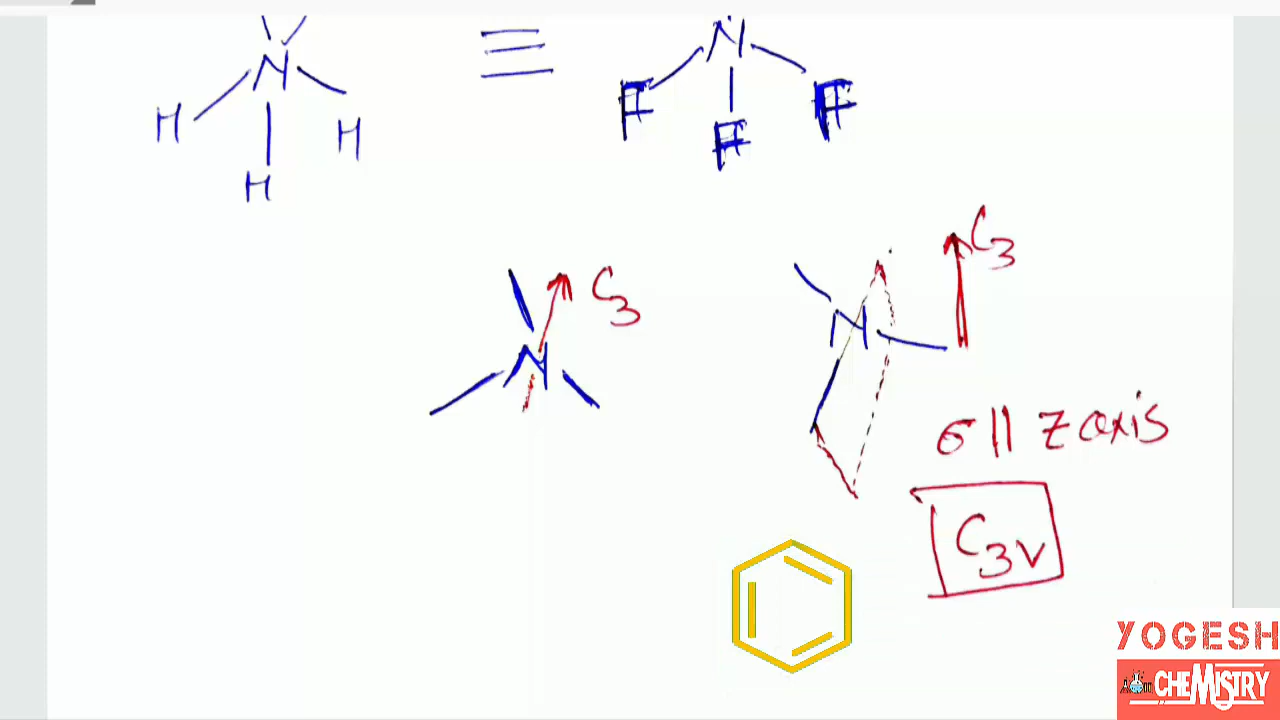 N N
H H F F F
H
C3 C3
N N
σ || z axis
C3v
YOGESH
CHEMISTRY